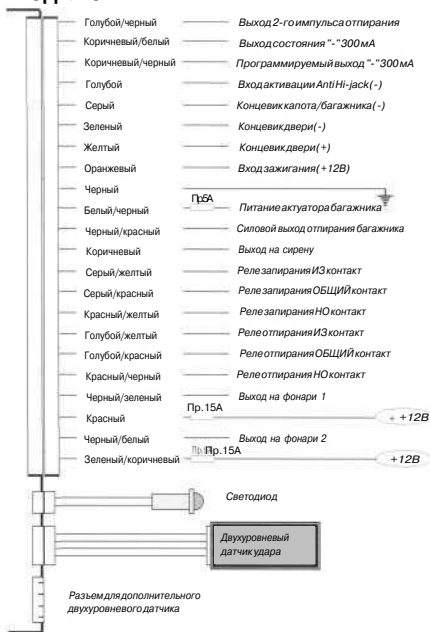 Голубой/черный Выход 2-го импульса отпирания
Коричневый/белый Выход состояния "-" 300 мА
Коричневый/черный Программируемый выход "-" 300 мА
Голубой Вход активации Anti Hi-jack (-)
Серый Концевик капота/багажника (-)
Зеленый Концевик двери (-)
Желтый Концевик двери (+)
Оранжевый Вход зажигания (+12В)
Черный
Белый/черный Пр5А Питание актуатора багажника
Черный/красный Силовой выход отпирания багажника
Коричневый Выход на сирену
Серый/желтый Реле запирания ИЗ контакт
Серый/красный Реле запирания ОБЩИЙ контакт
Красный/желтый Реле запирания НО контакт
Голубой/желтый Реле отпирания ИЗ контакт
Голубой/красный Реле отпирания ОБЩИЙ контакт
Красный/черный Реле отпирания НО контакт
Черный/зеленый Выход на фонари 1
Красный Пр.15А + +12В
Черный/белый Выход на фонари 2
Зеленый/коричневый Пр.15А +12В
Светодиод
Двухуровневый
датчик удара
Разъем для дополнительного
двухуровневого датчика